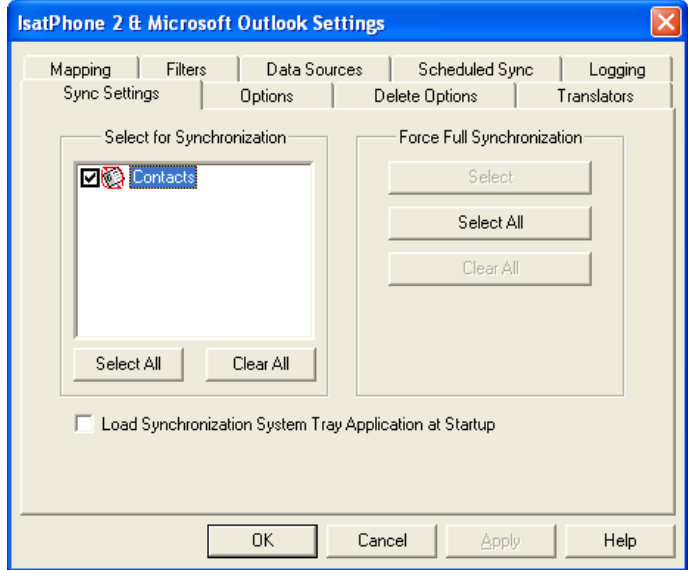 IsatPhone 2 & Microsoft Outlook Settings
Mapping Filters Data Sources Scheduled Sync Logging
Sync Settings Options Delete Options Translators
Select for Synchronization
Contacts
Select All Clear All
Force Full Synchronization
Select
Select All
Clear All
Load Synchronization System Tray Application at Startup
OK Cancel Apply Help